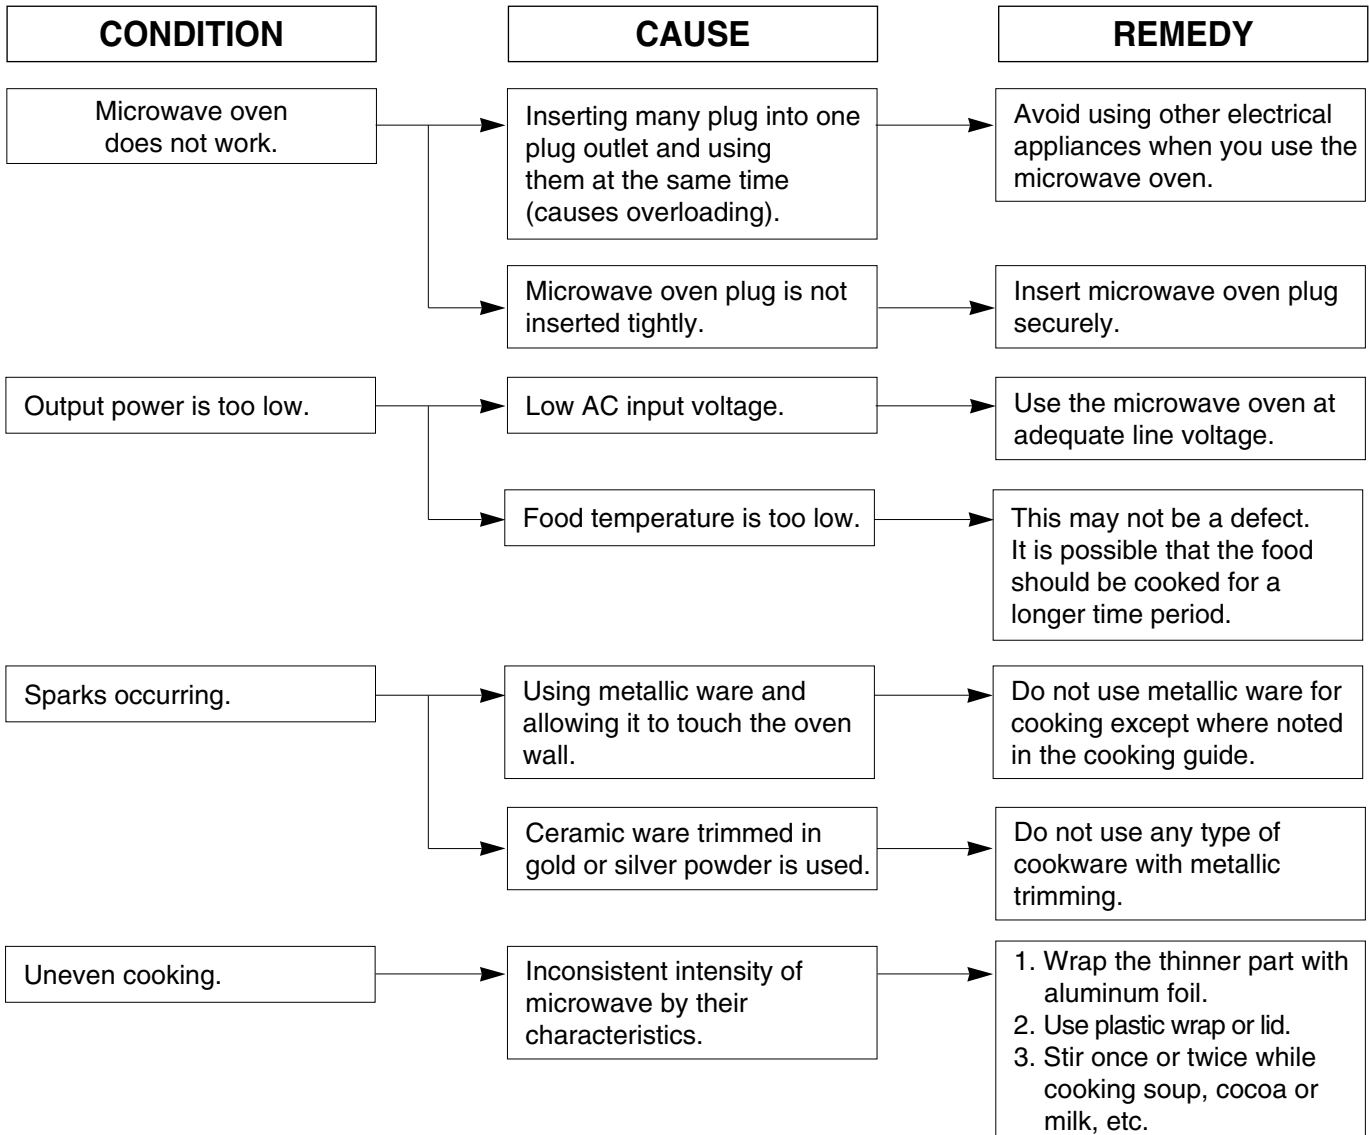 CONDITION
CAUSE
REMEDY
Microwave oven
does not work.
Inserting many plug into one
plug outlet and using
them at the same time
(causes overloading).
Avoid using other electrical
appliances when you use the
microwave oven.
Microwave oven plug is not
inserted tightly.
Insert microwave oven plug
securely.
Output power is too low.
Low AC input voltage.
Use the microwave oven at
adequate line voltage.
Food temperature is too low.
This may not be a defect.
It is possible that the food
should be cooked for a
longer time period.
Sparks occurring.
Using metallic ware and
allowing it to touch the oven
wall.
Do not use metallic ware for
cooking except where noted
in the cooking guide.
Ceramic ware trimmed in
gold or silver powder is used.
Do not use any type of
cookware with metallic
trimming.
Uneven cooking.
Inconsistent intensity of
microwave by their
characteristics.
1. Wrap the thinner part with
aluminum foil.
2. Use plastic wrap or lid.
3. Stir once or twice while
cooking soup, cocoa or
milk, etc.